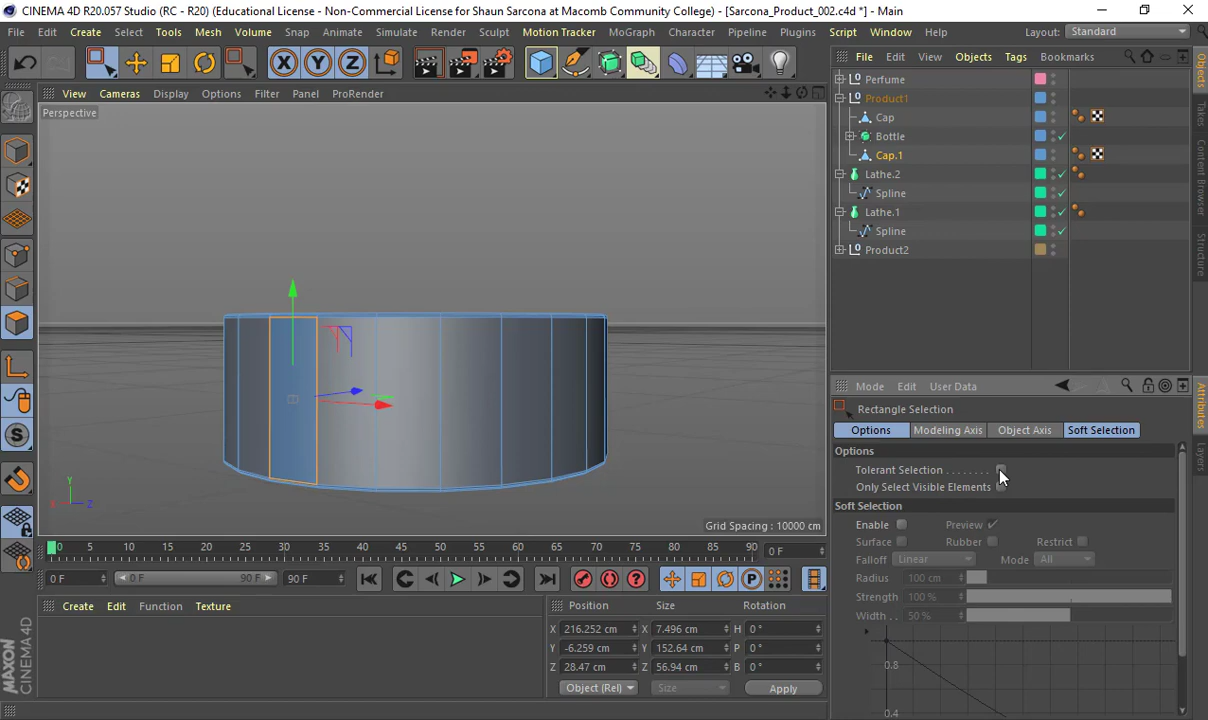 CINEMA 4D R20.057 Studio (RC - R20) (Educational License - Non-Commercial License for Shaun Sarcona at Macomb Community College) - [Sarcona_Product_002.c4d *] - Main
File Edit Create Select Tools Mesh Volume Snap Animate Simulate Render Sculpt Motion Tracker MoGraph Character Pipeline Plugins Script Window Help Layout: Standard
X Y Z
File Edit View Objects Tags Bookmarks
View Cameras Display Options Filter Panel ProRender
Perspective
Perfume
Product1
Cap
Bottle
Cap.1
Lathe.2
Spline
Lathe.1
Spline
Product2
Objects
Takes
Content Browser
Structure
Y
X Z
Grid Spacing : 10000 cm
0 5 10 15 20 25 30 35 40 45 50 55 60 65 70 75 80 85 90 0 F
0 F 0 F 90 F 90 F
Create Edit Function Texture
Position Size Rotation
X 216.252 cm X 7.496 cm H 0 °
Y -6.259 cm Y 152.64 cm P 0 °
Z 28.47 cm Z 56.94 cm B 0 °
Object (Rel) Size Apply
Mode Edit User Data
Rectangle Selection
Options Modeling Axis Object Axis Soft Selection
Options
Tolerant Selection . . . . . . . .
Only Select Visible Elements
Soft Selection
Enable Preview
Surface Rubber Restrict
Falloff Linear Mode All
Radius 100 cm
Strength 100 %
Width . . 50 %
0.8
0.4
Attributes
Layers
MAXON
CINEMA 4D